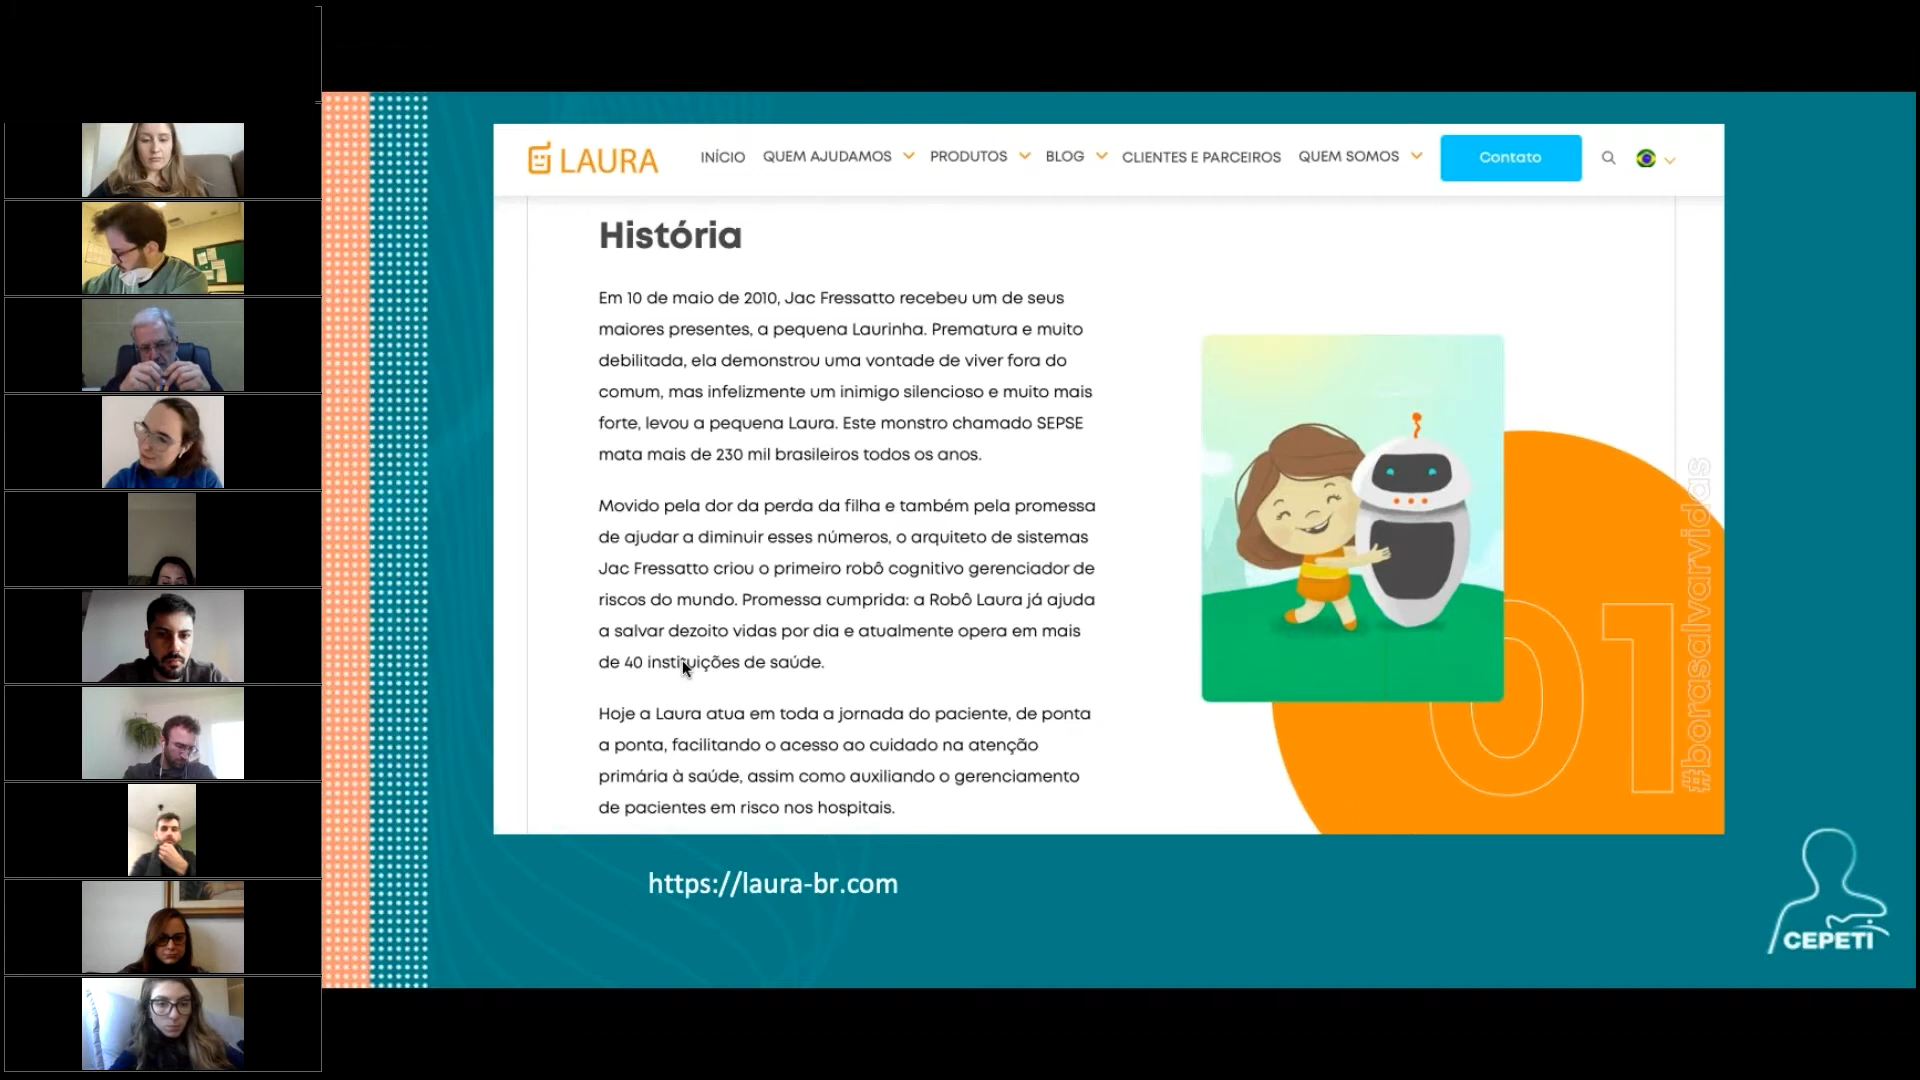 LAURA
INÍCIO QUEM AJUDAMOS PRODUTOS BLOG CLIENTES E PARCEIROS QUEM SOMOS Contato
História
Em 10 de maio de 2010, Jac Fressatto recebeu um de seus
maiores presentes, a pequena Laurinha. Prematura e muito
debilitada, ela demonstrou uma vontade de viver fora do
comum, mas infelizmente um inimigo silencioso e muito mais
forte, levou a pequena Laura. Este monstro chamado SEPSE
mata mais de 230 mil brasileiros todos os anos.
Movido pela dor da perda da filha e também pela promessa
de ajudar a diminuir esses números, o arquiteto de sistemas
Jac Fressatto criou o primeiro robô cognitivo gerenciador de
riscos do mundo. Promessa cumprida: a Robô Laura já ajuda
a salvar dezoito vidas por dia e atualmente opera em mais
de 40 instituições de saúde.
Hoje a Laura atua em toda a jornada do paciente, de ponta
a ponta, facilitando o acesso ao cuidado na atenção
primária à saúde, assim como auxiliando o gerenciamento
de pacientes em risco nos hospitais.
01
#borasalvarvidas
https://laura-br.com
CEPETI